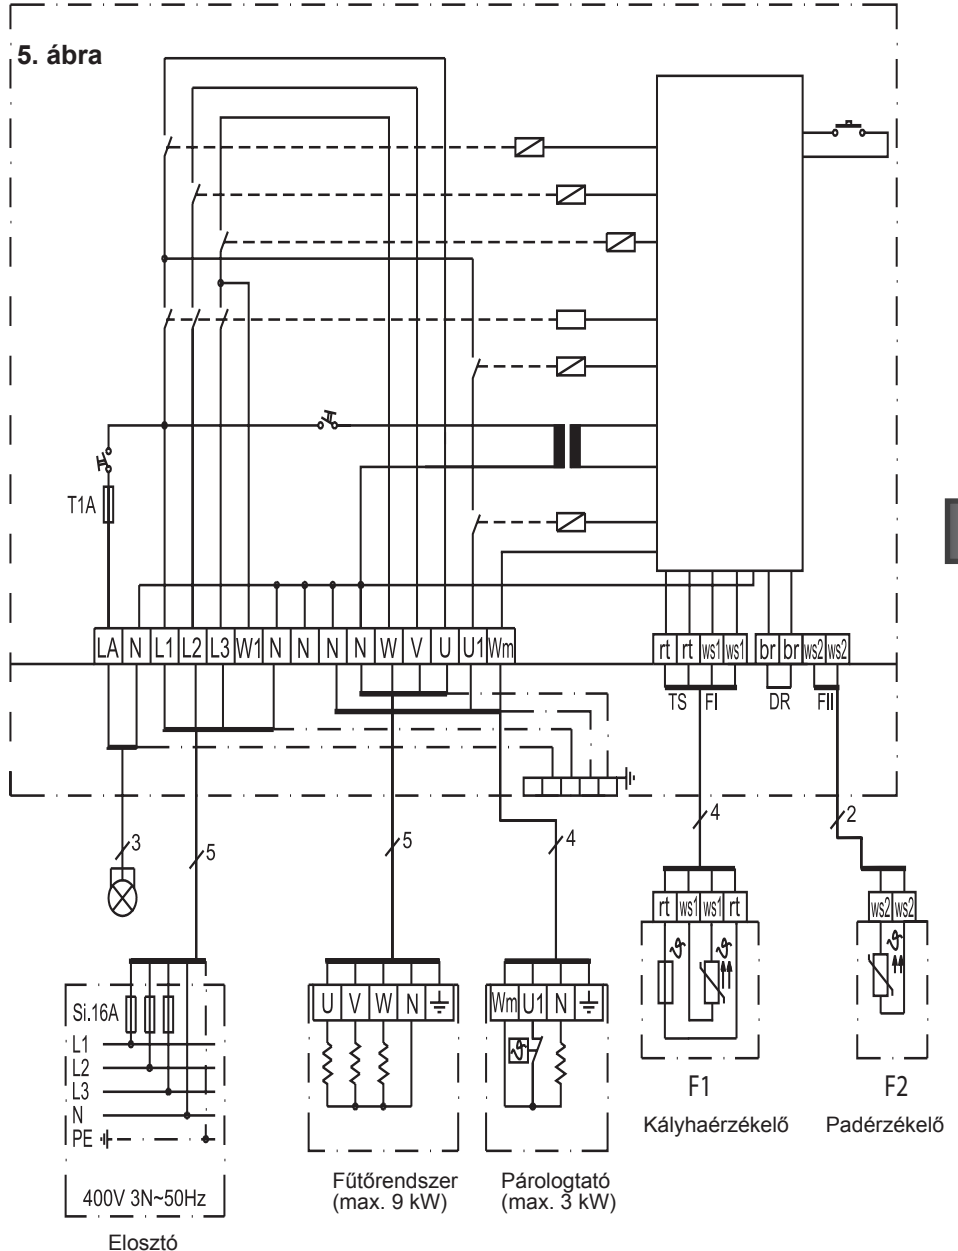 5. ábra
T1A
LA N L1 L2 L3 W1 N N N N W V U U1 Wm
rt rt ws1 ws1 br br ws2 ws2
TS FI DR FII
3
5
5
4
4
2
rt ws1 ws1 rt
ws2 ws2
U V W N
Wm U1 N
Si.16A
L1
L2
L3
N
PE
400V 3N~50Hz
Elosztó
Fűtőrendszer
(max. 9 kW)
Párologtató
(max. 3 kW)
F1
Kályhaérzékelő
F2
Padérzékelő